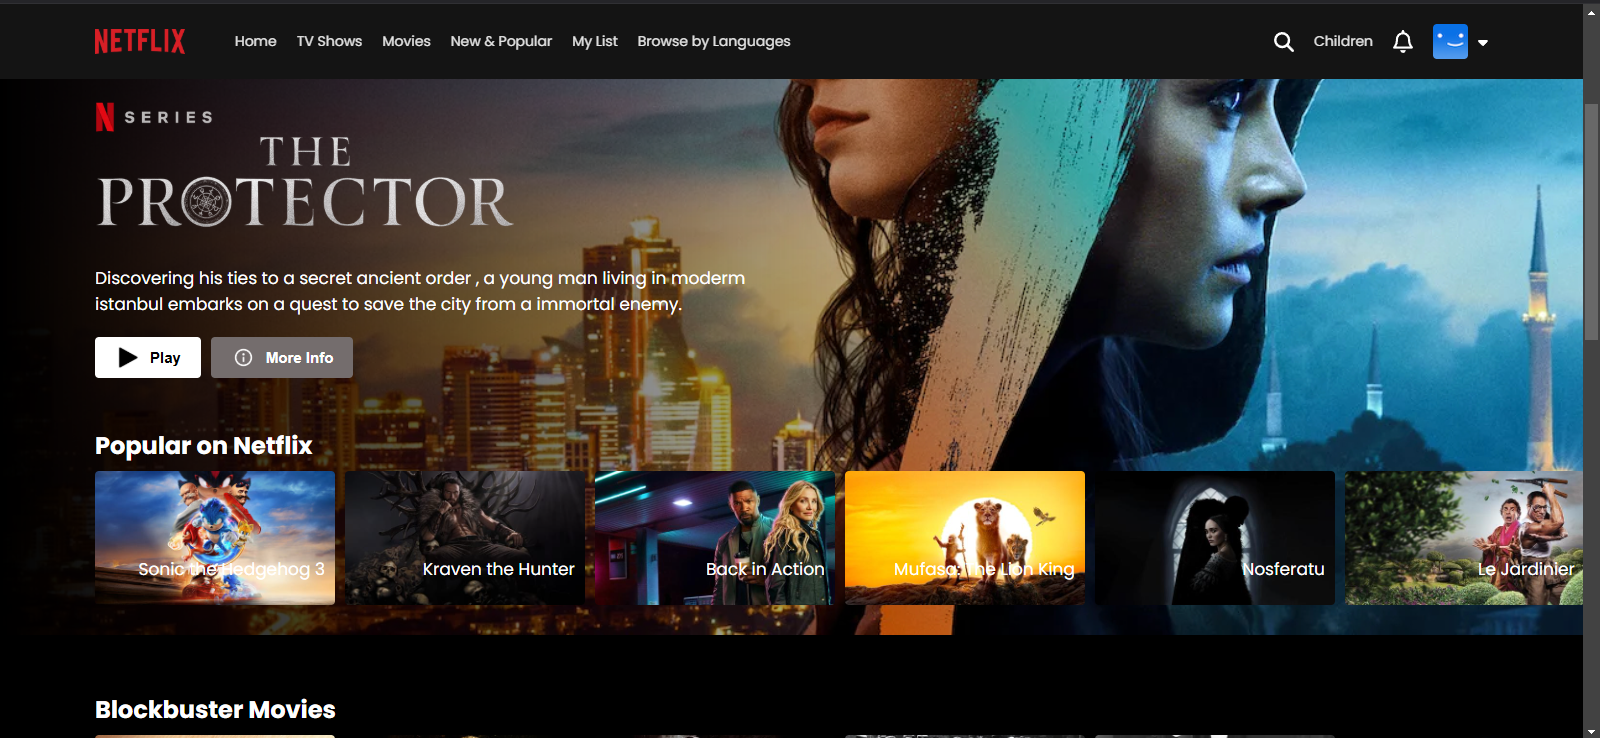 NETFLIX
Home TV Shows Movies New & Popular My List Browse by Languages
Children
N SERIES
THE
PROTECTOR
Discovering his ties to a secret ancient order , a young man living in moderm
istanbul embarks on a quest to save the city from a immortal enemy.
Play
More Info
Popular on Netflix
Sonic the Hedgehog 3
Kraven the Hunter
Back in Action
Mufasa: The Lion King
Nosferatu
Le Jardinier
Blockbuster Movies